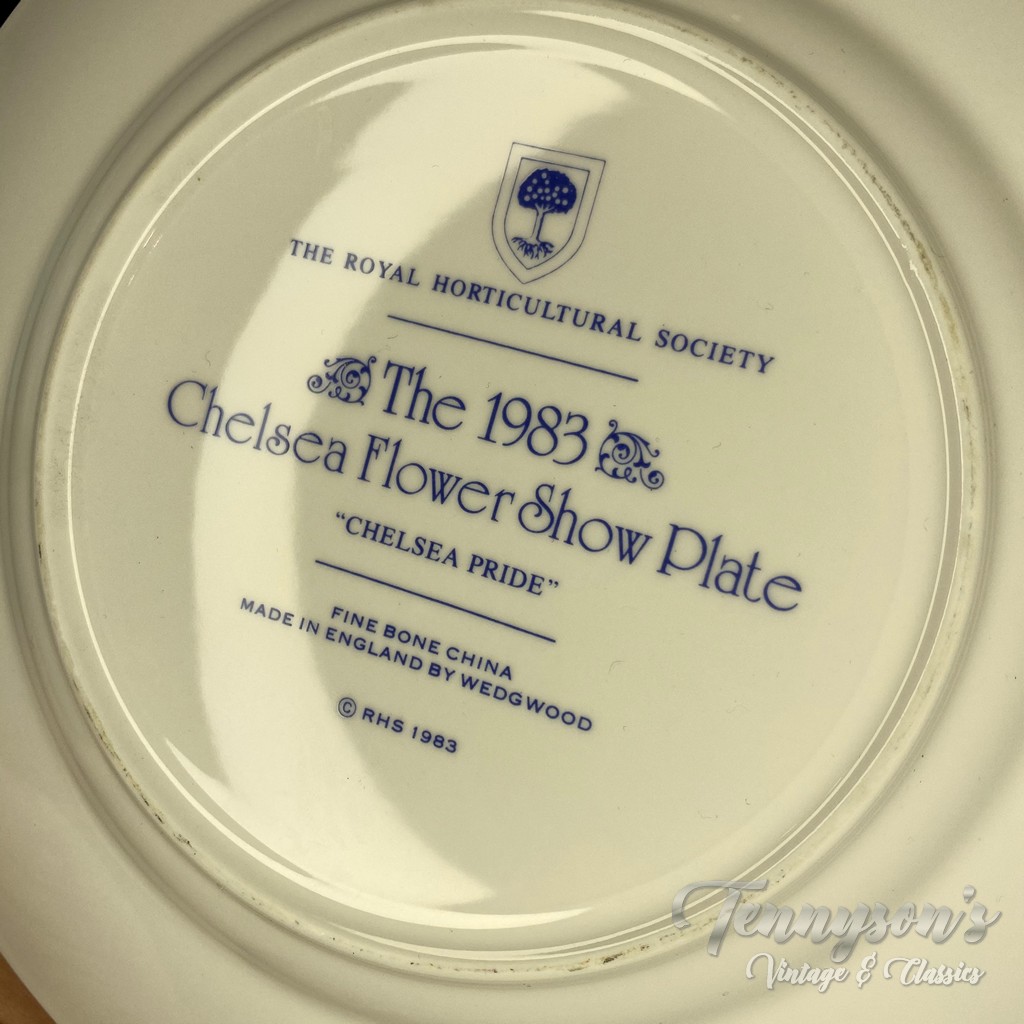 THE ROYAL HORTICULTURAL SOCIETY
The 1983
Chelsea Flower Show Plate
“CHELSEA PRIDE”
FINE BONE CHINA
MADE IN ENGLAND BY WEDGWOOD
© RHS 1983
Tennyson's
Vintage & Classics